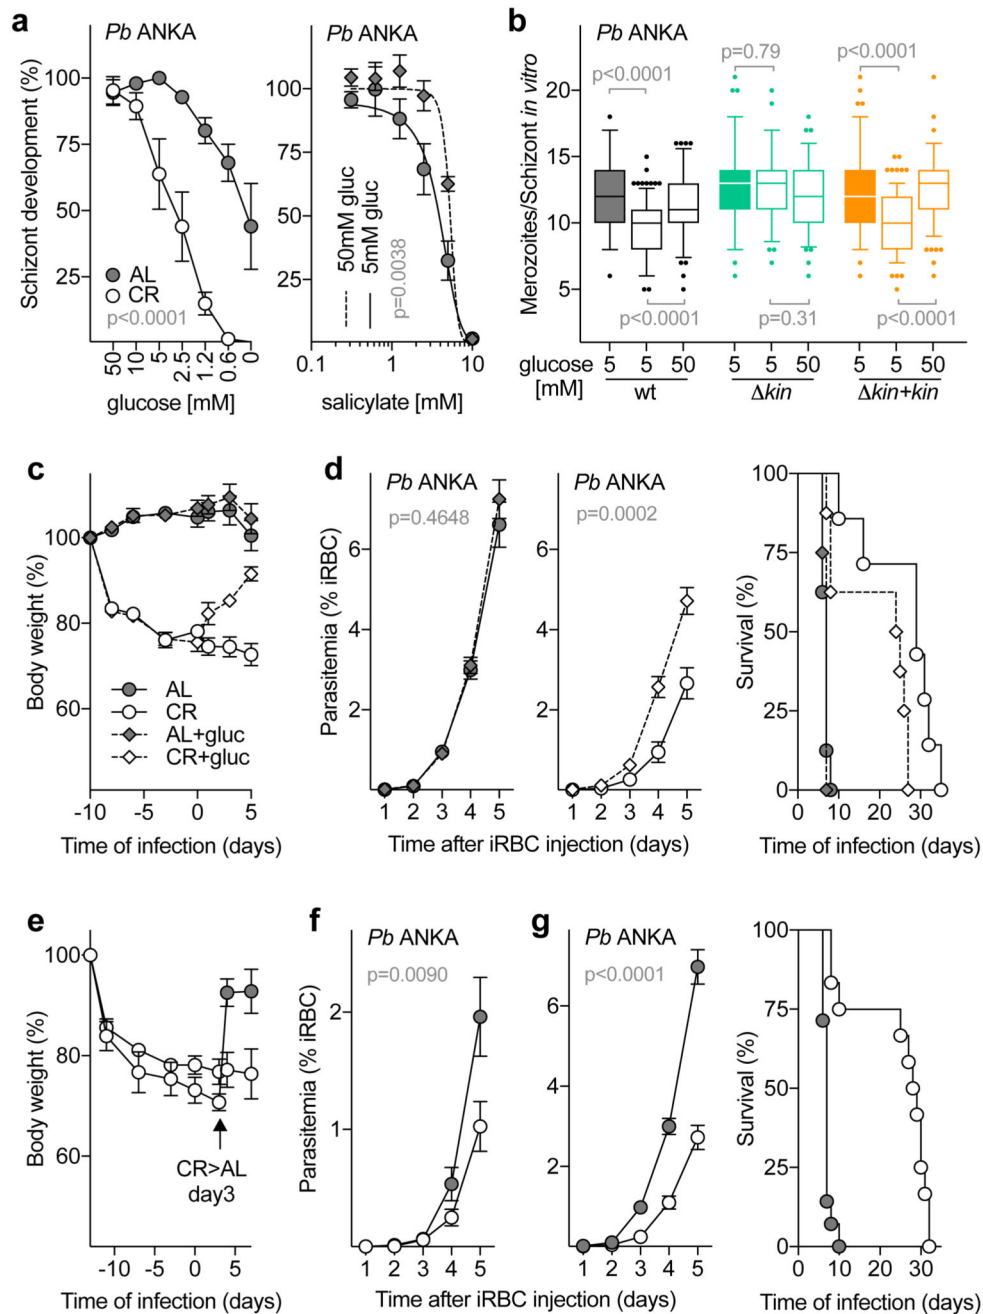 a
Pb ANKA
Schizont development (%)
100
75
50
25
AL
CR
p<0.0001
50
10
5
2.5
1.2
0.6
0
glucose [mM]
Pb ANKA
100
75
50
25
50mM gluc
5mM gluc
p=0.0038
0.1
1
10
salicylate [mM]
b
Pb ANKA
Merozoites/Schizont in vitro
20
15
10
5
p<0.0001
p=0.79
p<0.0001
p<0.0001
p=0.31
p<0.0001
glucose [mM]
5 5 50 5 5 50 5 5 50
wt
Δkin
Δkin+kin
c
Body weight (%)
100
80
60
AL
CR
AL+gluc
CR+gluc
-10 -5 0 5
Time of infection (days)
d
Pb ANKA
p=0.4648
Parasitemia (% iRBC)
6
4
2
1 2 3 4 5
Pb ANKA
p=0.0002
6
4
2
1 2 3 4 5
Time after iRBC injection (days)
Survival (%)
100
75
50
25
0
0 10 20 30
Time of infection (days)
e
Body weight (%)
100
80
60
CR>AL
day3
-10 -5 0 5
Time of infection (days)
f
Pb ANKA
p=0.0090
Parasitemia (% iRBC)
2
1
1 2 3 4 5
g
Pb ANKA
p<0.0001
6
4
2
1 2 3 4 5
Time after iRBC injection (days)
Survival (%)
100
75
50
25
0
0 10 20 30
Time of infection (days)